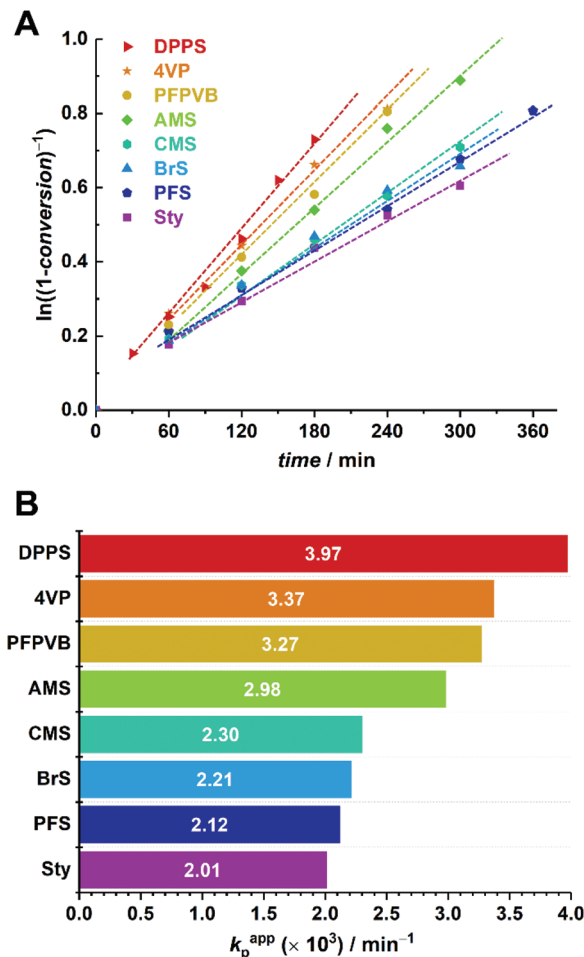 A
1.0
0.8
0.6
0.4
0.2
0.0
ln((1-conversion)⁻¹)
DPPS
4VP
PFPVB
AMS
CMS
BrS
PFS
Sty
0 60 120 180 240 300 360
time / min
B
DPPS 3.97
4VP 3.37
PFPVB 3.27
AMS 2.98
CMS 2.30
BrS 2.21
PFS 2.12
Sty 2.01
0.0 0.5 1.0 1.5 2.0 2.5 3.0 3.5 4.0
kₚᵃᵖᵖ (× 10³) / min⁻¹